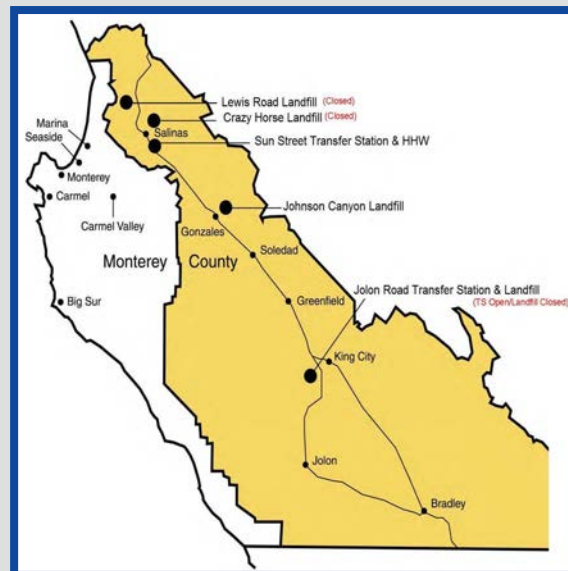 Lewis Road Landfill (Closed)
Crazy Horse Landfill (Closed)
Marina
Salinas
Sun Street Transfer Station & HHW
Seaside
Monterey
Carmel
Johnson Canyon Landfill
Carmel Valley
Gonzales
Monterey County
Soledad
Jolon Road Transfer Station & Landfill
(TS Open/Landfill Closed)
Big Sur
Greenfield
King City
Jolon
Bradley